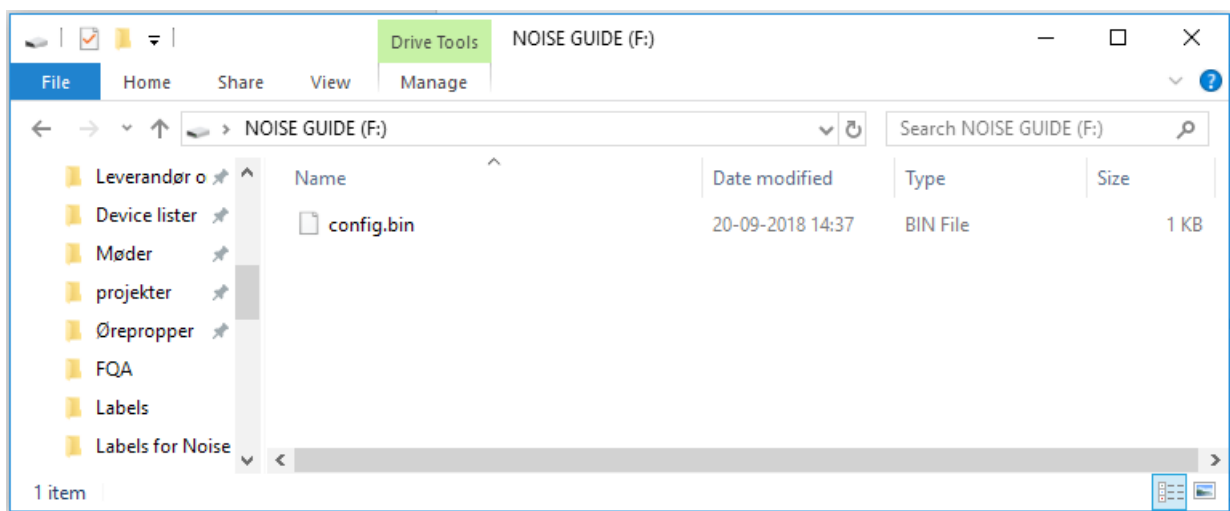 Drive Tools NOISE GUIDE (F:)
File Home Share View Manage
NOISE GUIDE (F:) Search NOISE GUIDE (F:)
Leverandør o Name Date modified Type Size
Device lister config.bin 20-09-2018 14:37 BIN File 1 KB
Møder
projekter
Ørepropper
FQA
Labels
Labels for Noise
1 item